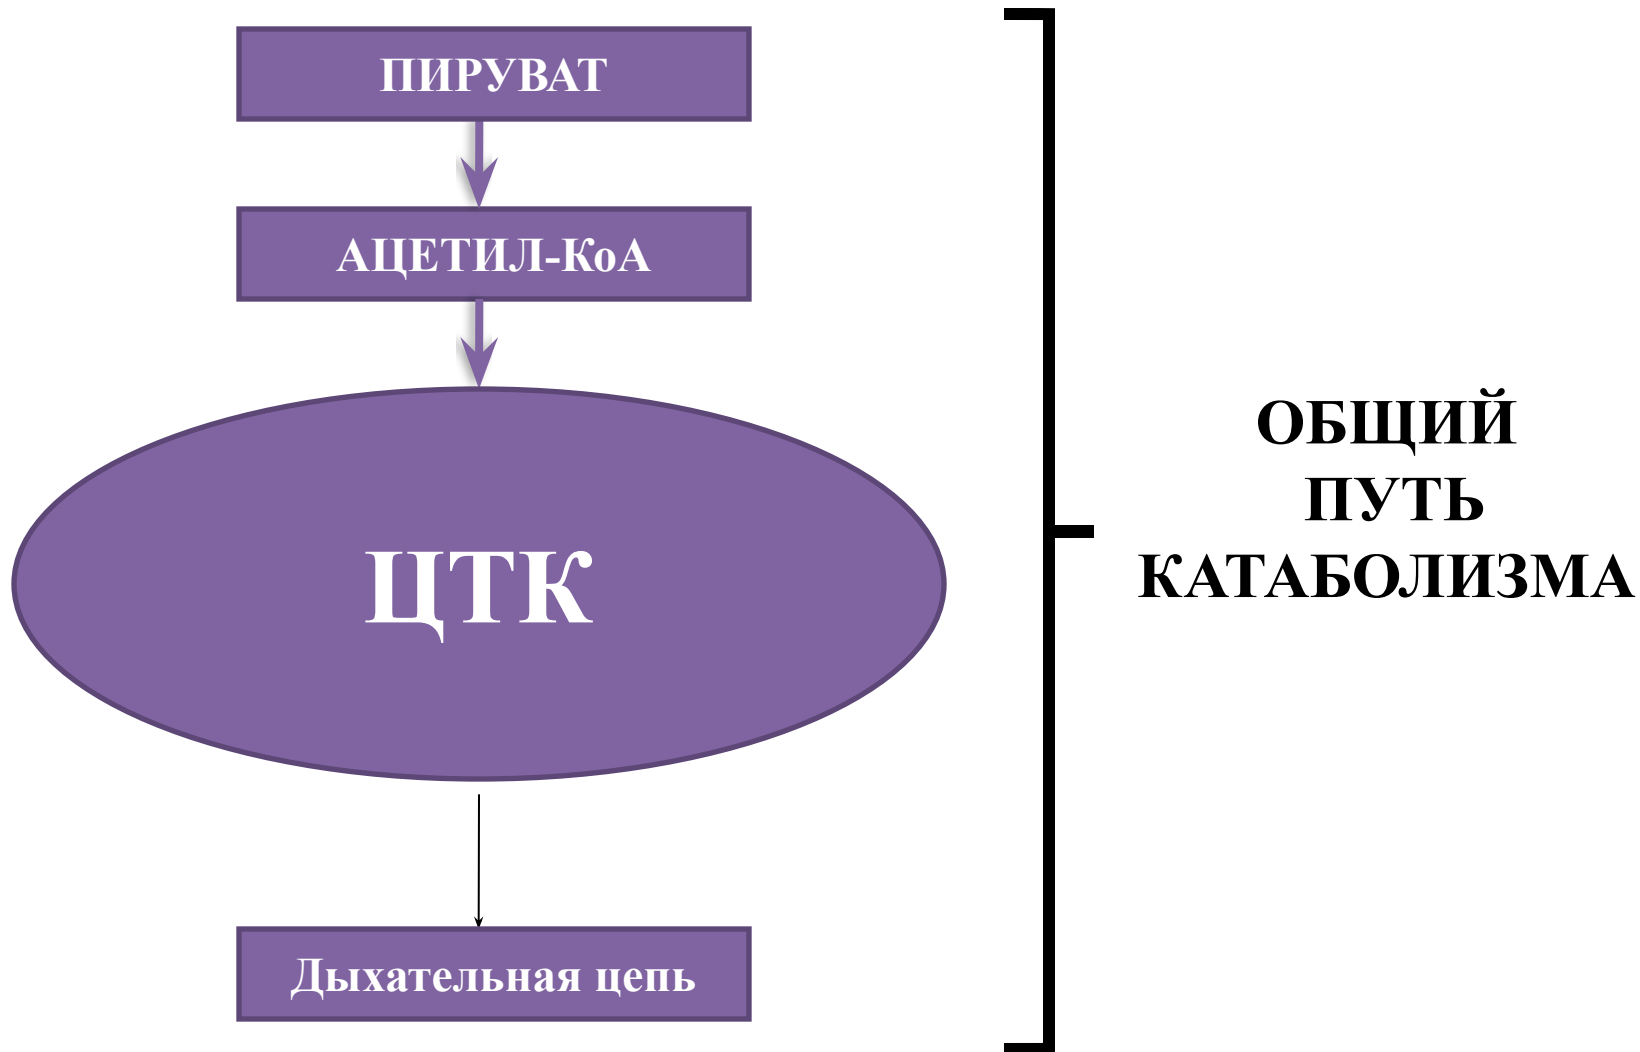 ПИРУВАТ
АЦЕТИЛ-КоА
ЦТК
Дыхательная цепь
ОБЩИЙ
ПУТЬ
КАТАБОЛИЗМА